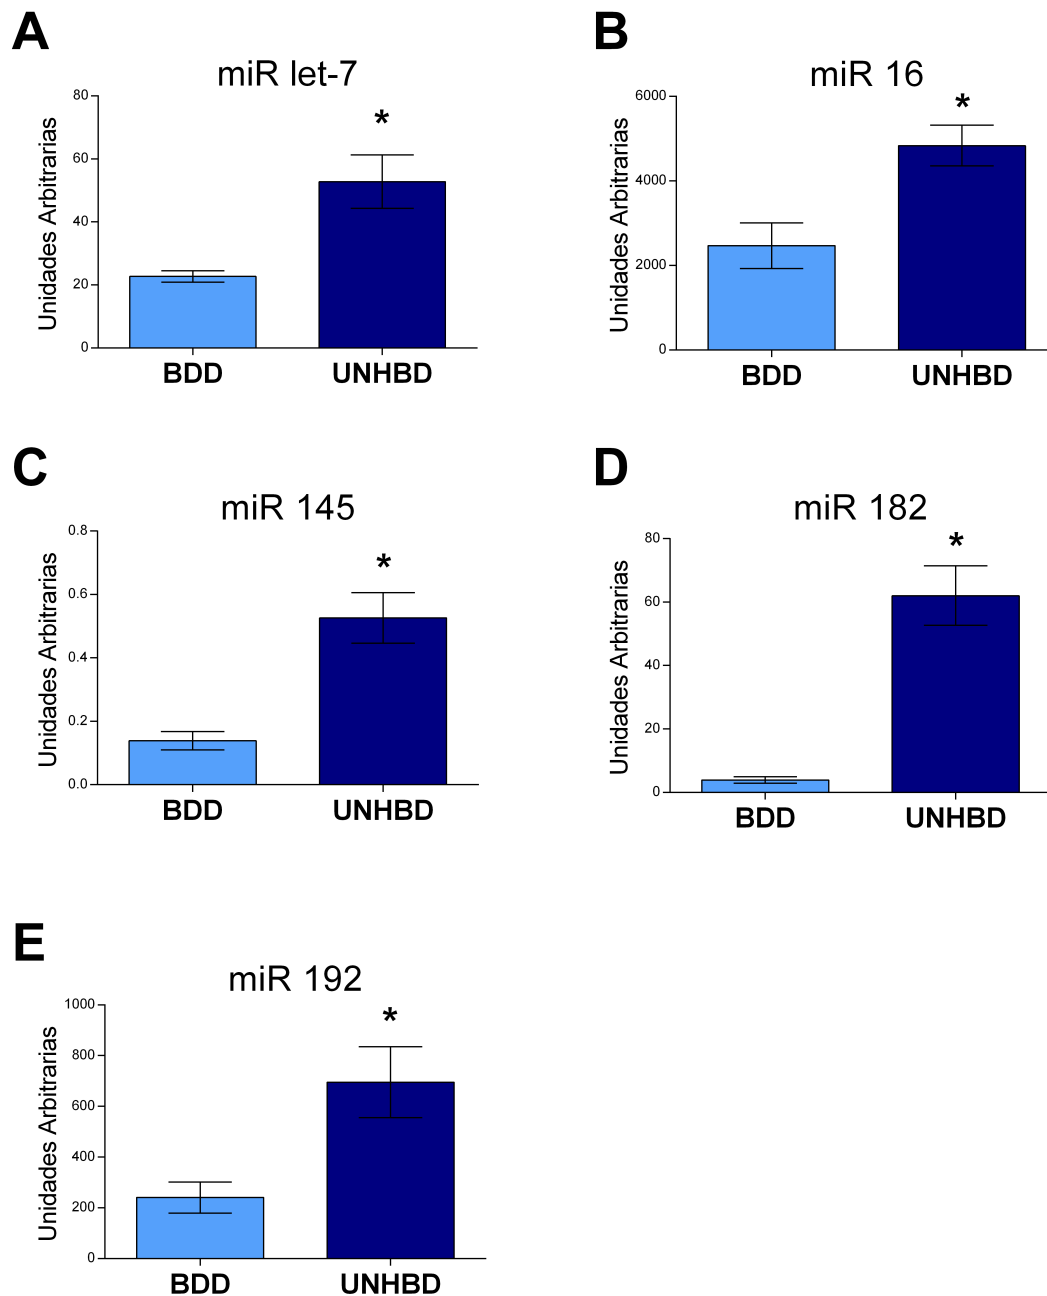 A
miR let-7
*
Unidades Arbitrarias
80
60
40
20
0
BDD
UNHBD
B
miR 16
*
Unidades Arbitrarias
6000
4000
2000
0
BDD
UNHBD
C
miR 145
*
Unidades Arbitrarias
0.8
0.6
0.4
0.2
0.0
BDD
UNHBD
D
miR 182
*
Unidades Arbitrarias
80
60
40
20
0
BDD
UNHBD
E
miR 192
*
Unidades Arbitrarias
1000
800
600
400
200
0
BDD
UNHBD